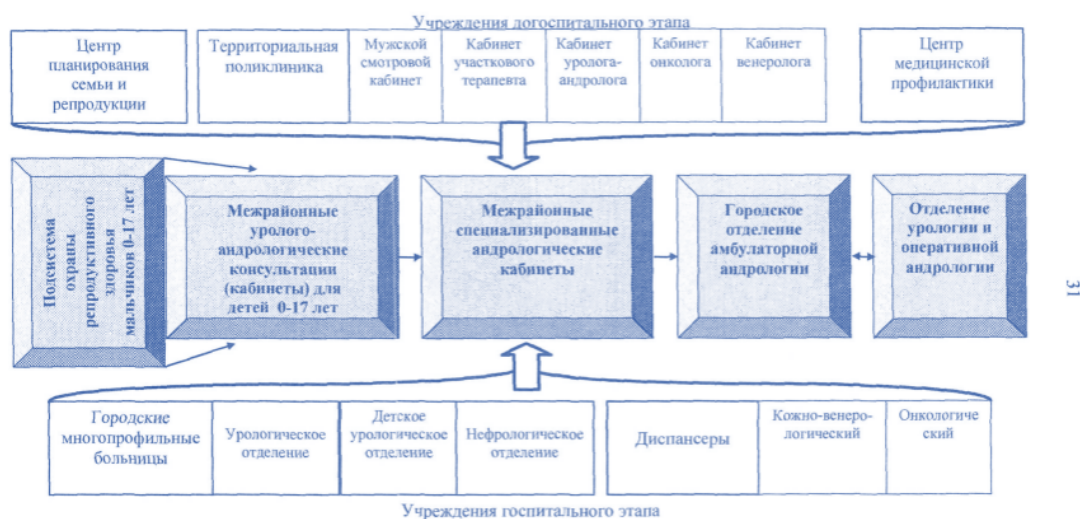 Учреждения догоспитального этапа
Центр
планирования
семьи и
репродукции
Территориальная
поликлиника
Мужской
смотровой
кабинет
Кабинет
участкового
терапевта
Кабинет
уролога-
андролога
Кабинет
онколога
Кабинет
венеролога
Центр
медицинской
профилактики
Подсистема
охраны
репродуктивного
здоровья
мальчиков 0-17 лет
Межрайонные
уролого-
андрологические
консультации
(кабинеты) для
детей 0-17 лет
Межрайонные
специализированные
андрологические
кабинеты
Городское
отделение
амбулаторной
андрологии
Отделение
урологии и
оперативной
андрологии
31
Городские
многопрофильные
больницы
Урологическое
отделение
Детское
урологическое
отделение
Нефрологическое
отделение
Диспансеры
Кожно-венеро-
логический
Онкологиче
ский
Учреждения госпитального этапа